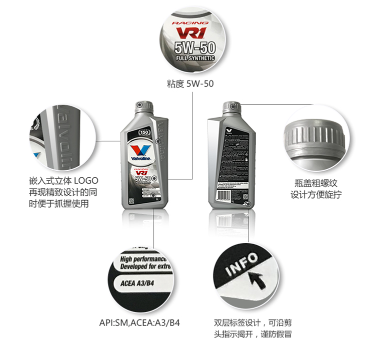 RACING
VR1
5W-50
FULL SYNTHETIC
粘度 5W-50
嵌入式立体 LOGO
再现精致设计的同
时便于抓握使用
150
Valvoline
VR1
5W-50
瓶盖粗螺纹
设计方便旋拧
High performance
Developed for extre
ACEA A3/B4
API:SM,ACEA:A3/B4
INFO
双层标签设计，可沿剪
头指示揭开，谨防假冒